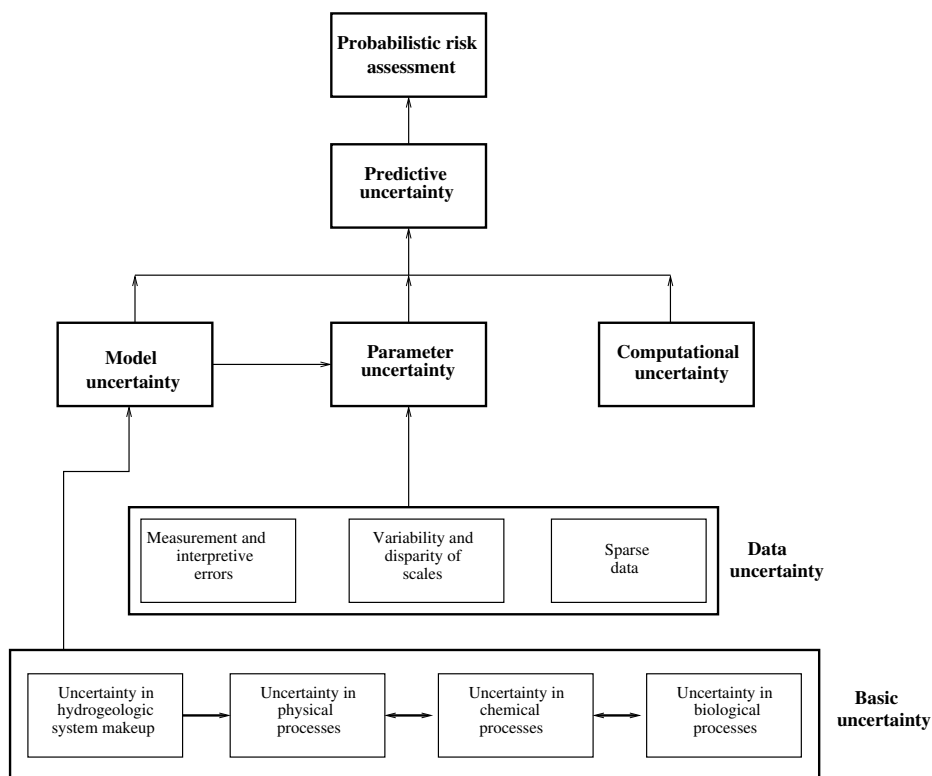 Probabilistic risk
assessment
Predictive
uncertainty
Model
uncertainty
Parameter
uncertainty
Computational
uncertainty
Measurement and
interpretive
errors
Variability and
disparity of
scales
Sparse
data
Data
uncertainty
Uncertainty in
hydrogeologic
system makeup
Uncertainty in
physical
processes
Uncertainty in
chemical
processes
Uncertainty in
biological
processes
Basic
uncertainty